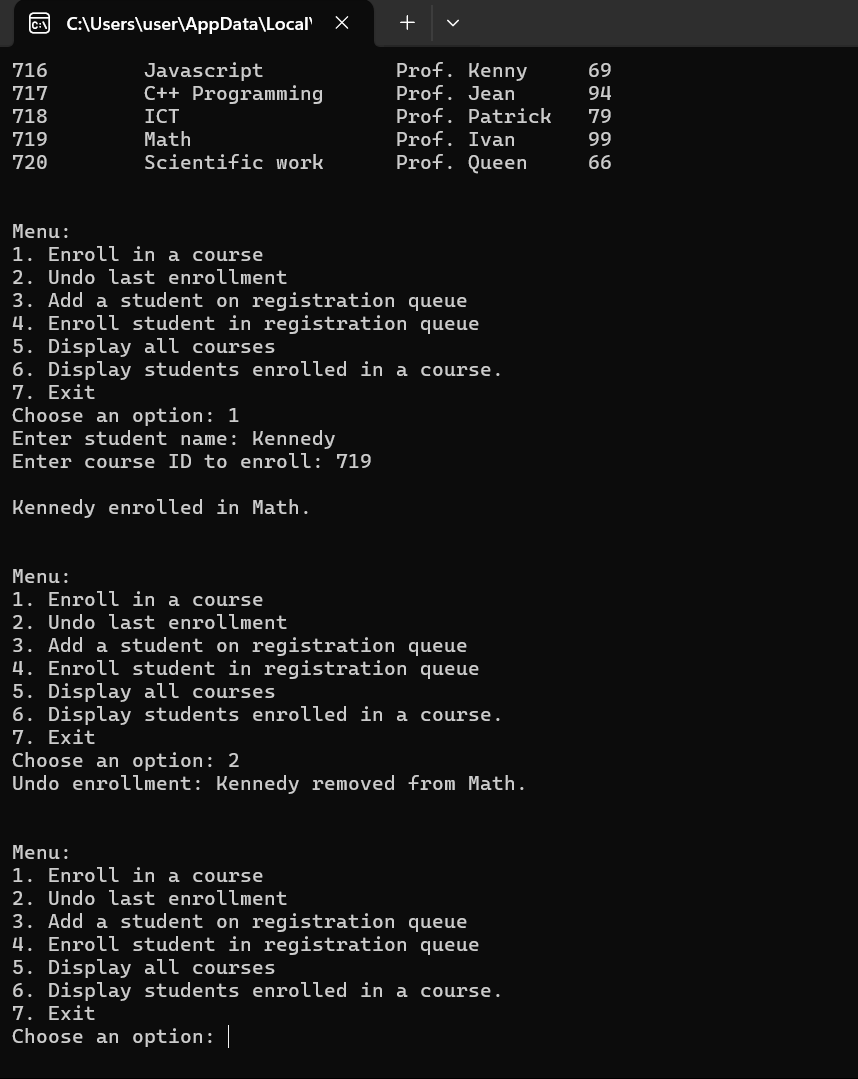 C:\Users\user\AppData\Local\
716 Javascript Prof. Kenny 69
717 C++ Programming Prof. Jean 94
718 ICT Prof. Patrick 79
719 Math Prof. Ivan 99
720 Scientific work Prof. Queen 66
Menu:
1. Enroll in a course
2. Undo last enrollment
3. Add a student on registration queue
4. Enroll student in registration queue
5. Display all courses
6. Display students enrolled in a course.
7. Exit
Choose an option: 1
Enter student name: Kennedy
Enter course ID to enroll: 719
Kennedy enrolled in Math.
Menu:
1. Enroll in a course
2. Undo last enrollment
3. Add a student on registration queue
4. Enroll student in registration queue
5. Display all courses
6. Display students enrolled in a course.
7. Exit
Choose an option: 2
Undo enrollment: Kennedy removed from Math.
Menu:
1. Enroll in a course
2. Undo last enrollment
3. Add a student on registration queue
4. Enroll student in registration queue
5. Display all courses
6. Display students enrolled in a course.
7. Exit
Choose an option: